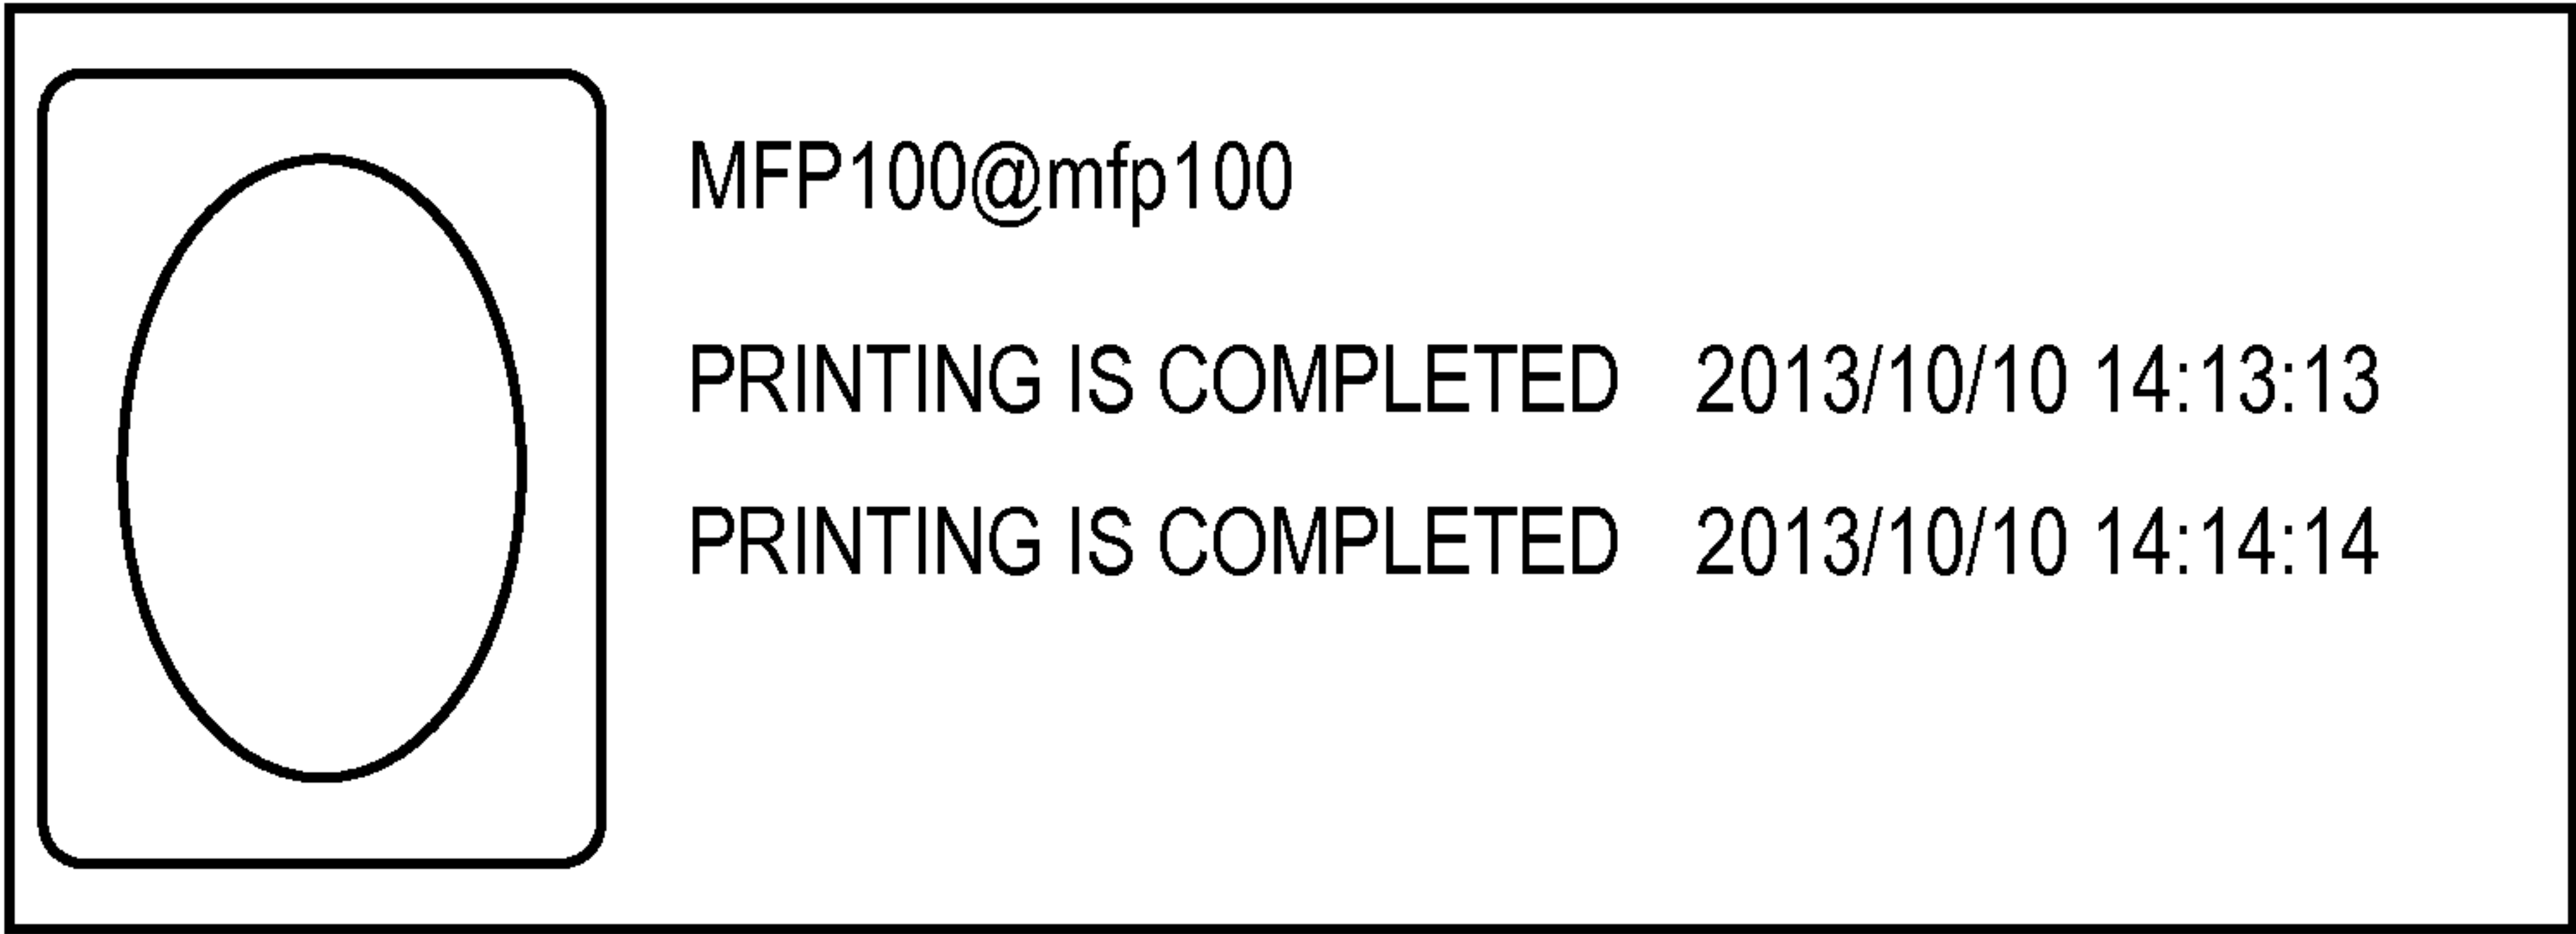 MFP100@mfp100
PRINTING IS COMPLETED 2013/10/10 14:13:13
PRINTING IS COMPLETED 2013/10/10 14:14:14